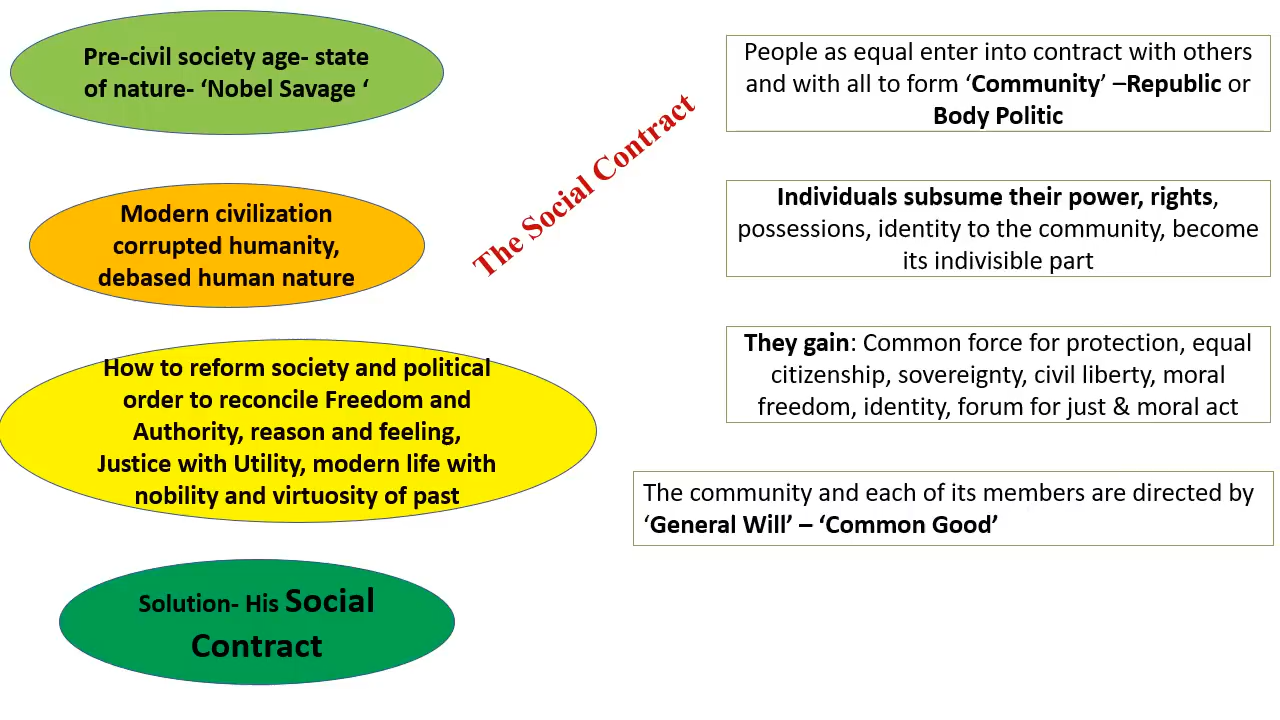 Pre-civil society age- state
of nature- ‘Nobel Savage ‘
Modern civilization
corrupted humanity,
debased human nature
How to reform society and political
order to reconcile Freedom and
Authority, reason and feeling,
Justice with Utility, modern life with
nobility and virtuosity of past
Solution- His Social
Contract
The Social Contract
People as equal enter into contract with others
and with all to form ‘Community’ –Republic or
Body Politic
Individuals subsume their power, rights,
possessions, identity to the community, become
its indivisible part
They gain: Common force for protection, equal
citizenship, sovereignty, civil liberty, moral
freedom, identity, forum for just & moral act
The community and each of its members are directed by
‘General Will’ – ‘Common Good’